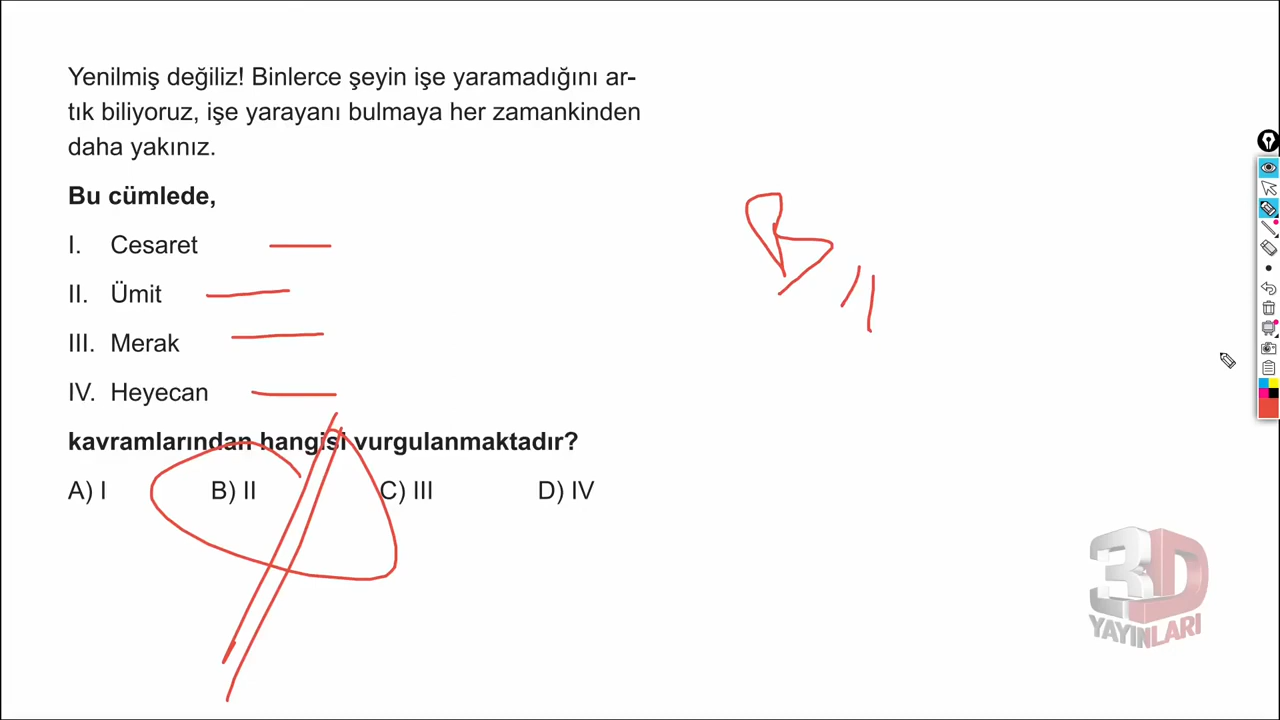 Yenilmiş değiliz! Binlerce şeyin işe yaramadığını ar-
tık biliyoruz, işe yarayanı bulmaya her zamankinden
daha yakınız.
Bu cümlede,
I. Cesaret
II. Ümit
III. Merak
IV. Heyecan
kavramlarından hangisi vurgulanmaktadır?
A) I B) II C) III D) IV
B
3D
YAYINLARI